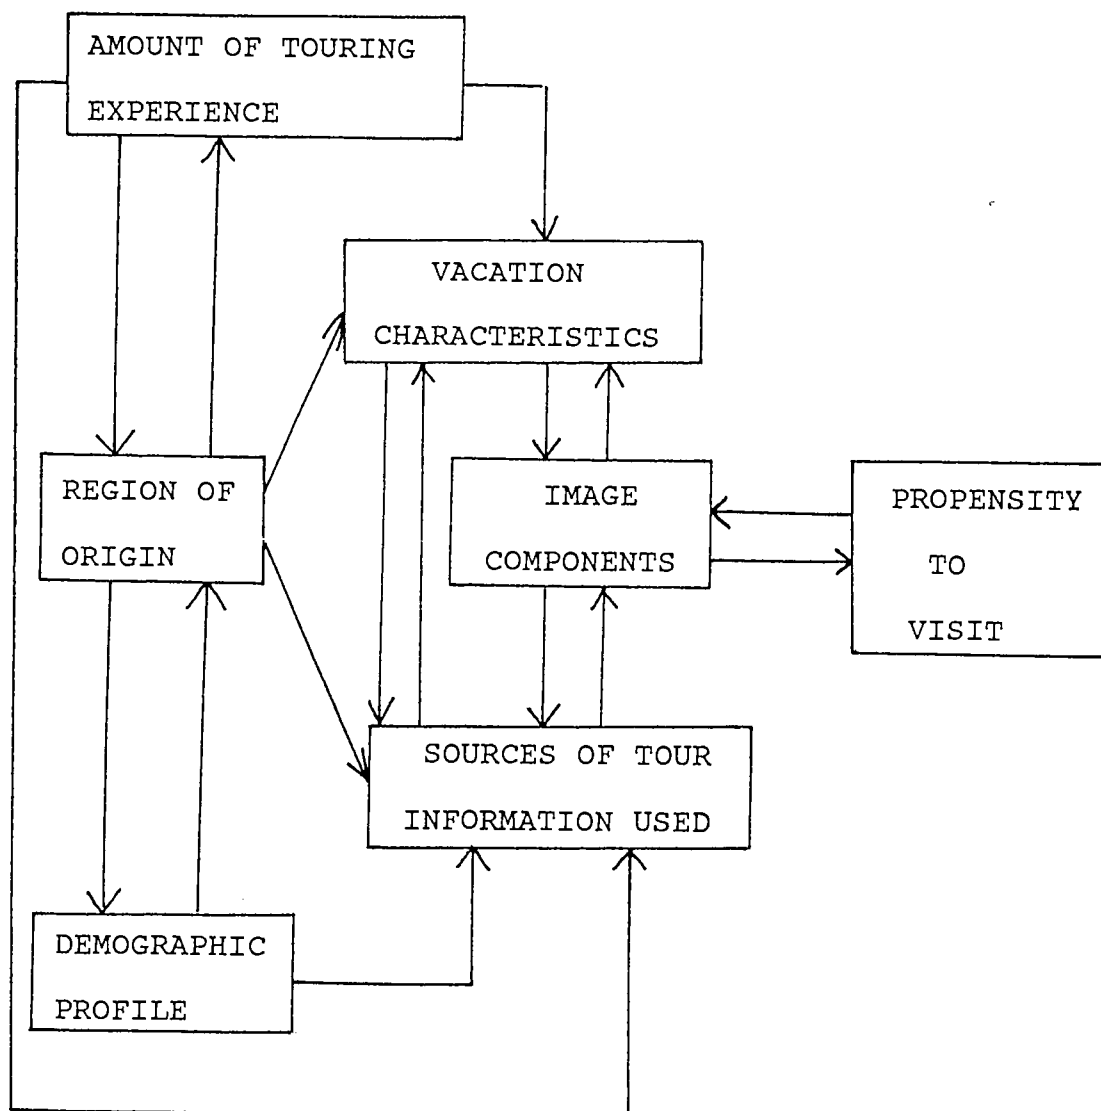 AMOUNT OF TOURING
EXPERIENCE
VACATION
CHARACTERISTICS
REGION OF
ORIGIN
IMAGE
COMPONENTS
PROPENSITY
TO
VISIT
SOURCES OF TOUR
INFORMATION USED
DEMOGRAPHIC
PROFILE